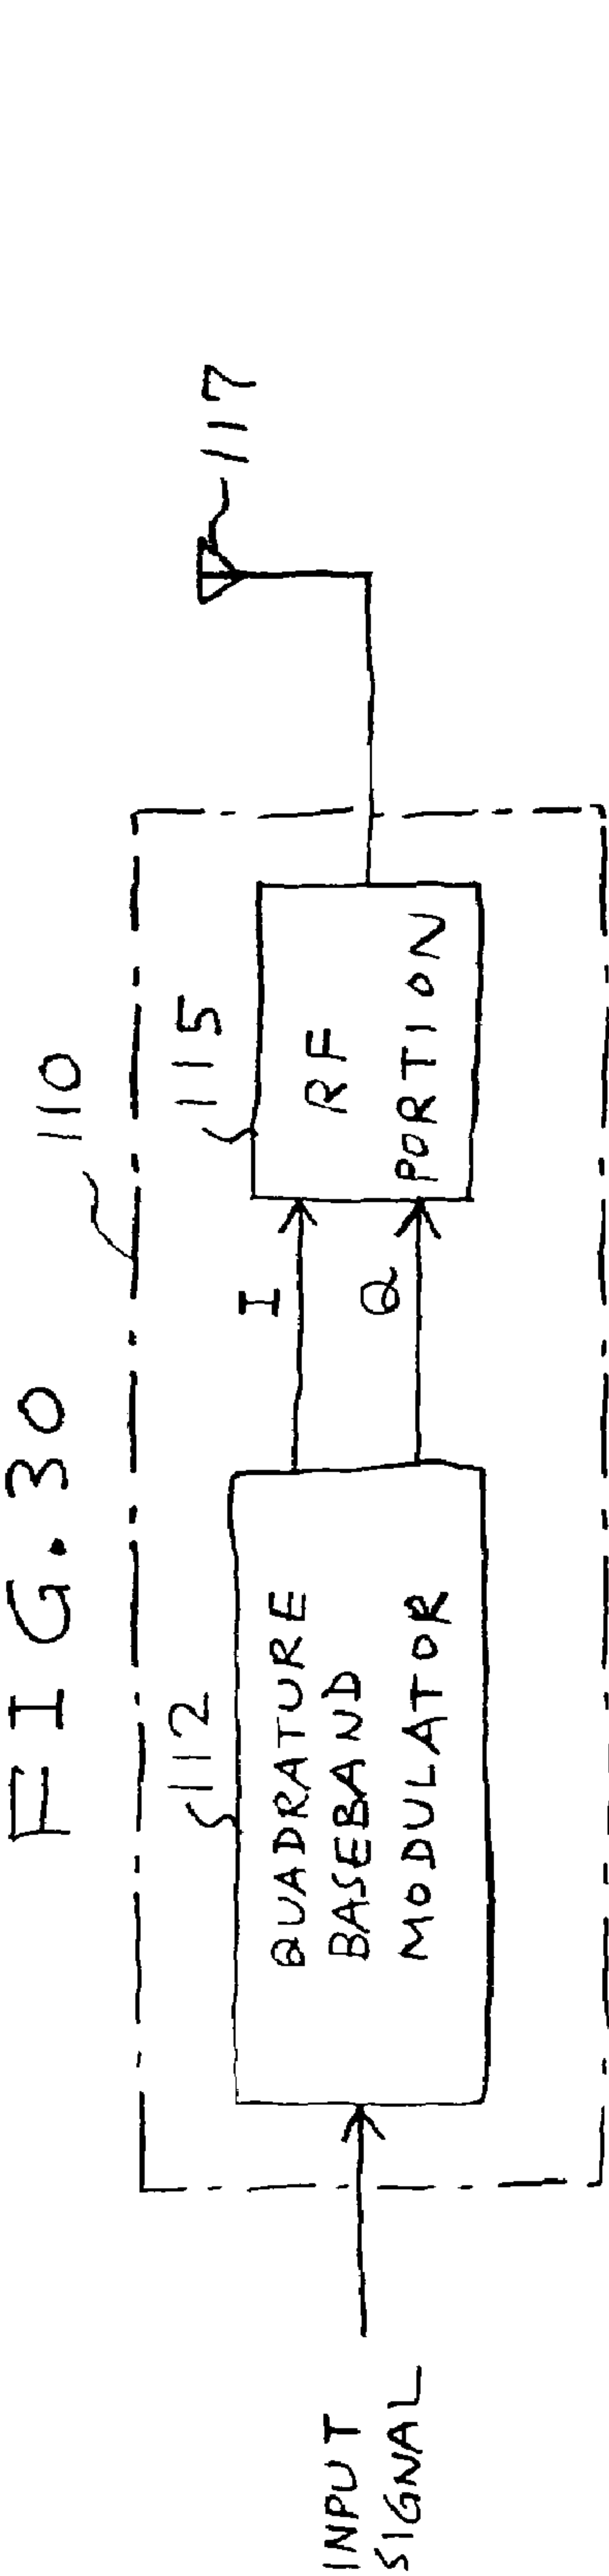 FIG. 30
110
112
115
117
I
Q
QUADRATURE
BASEBAND
MODULATOR
RF
PORTION
INPUT
SIGNAL